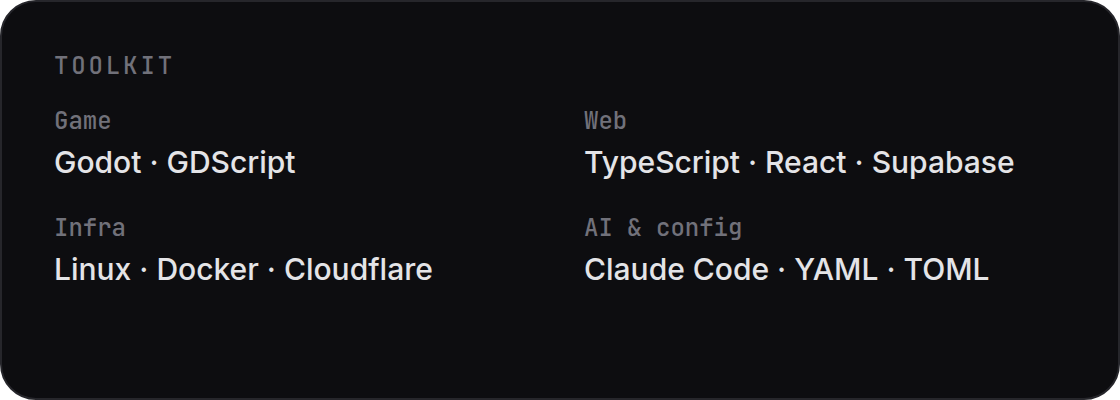 TOOLKIT
Game
Godot · GDScript
Web
TypeScript · React · Supabase
Infra
Linux · Docker · Cloudflare
AI & config
Claude Code · YAML · TOML